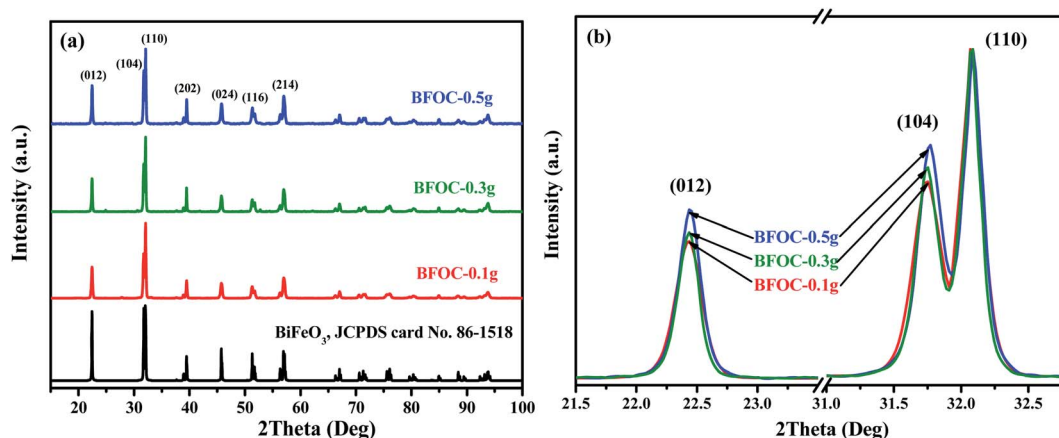 (a)
(110)
(012)
(104)
(202)
(024)
(116)
(214)
BFOC-0.5g
BFOC-0.3g
BFOC-0.1g
BiFeO₃, JCPDS card No. 86-1518
Intensity (a.u.)
20 30 40 50 60 70 80 90 100
2Theta (Deg)
(b)
(110)
(104)
(012)
BFOC-0.5g
BFOC-0.3g
BFOC-0.1g
Intensity (a.u.)
21.5 22.0 22.5 23.0 31.0 31.5 32.0 32.5
2Theta (Deg)